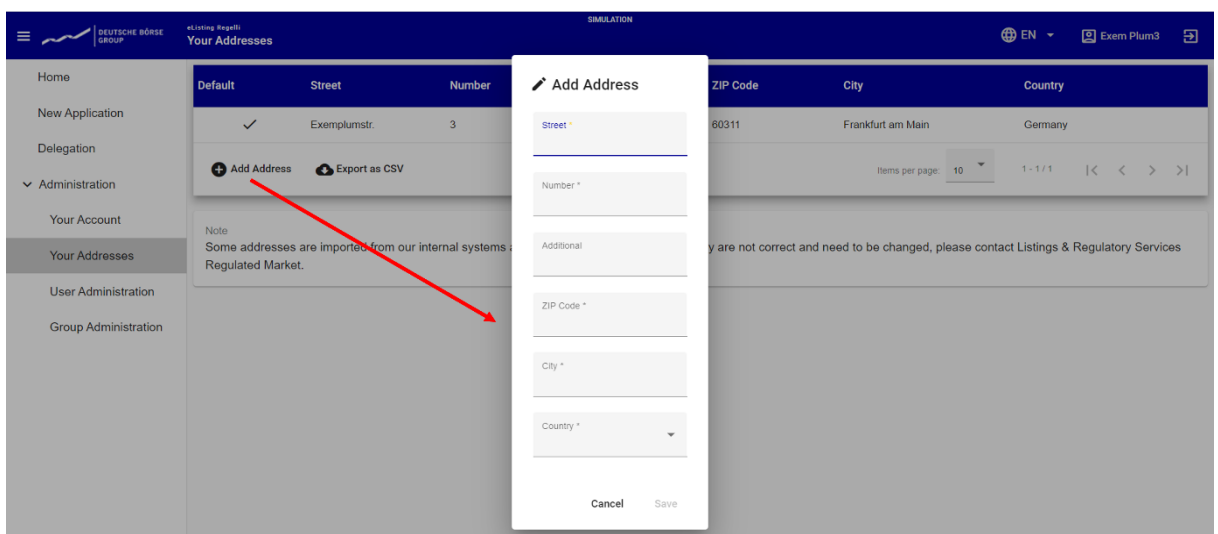 SIMULATION
DEUTSCHE BÖRSE
GROUP
eListing Regelli
Your Addresses
EN
Exem Plum3
Home
New Application
Delegation
Administration
Your Account
Your Addresses
User Administration
Group Administration
Default Street Number ZIP Code City Country
Exemplumstr. 3 60311 Frankfurt am Main Germany
Add Address Export as CSV Items per page: 10 1 - 1 / 1
Note
Some addresses are imported from our internal systems y are not correct and need to be changed, please contact Listings & Regulatory Services
Regulated Market.
Add Address
Street *
Number *
Additional
ZIP Code *
City *
Country *
Cancel Save